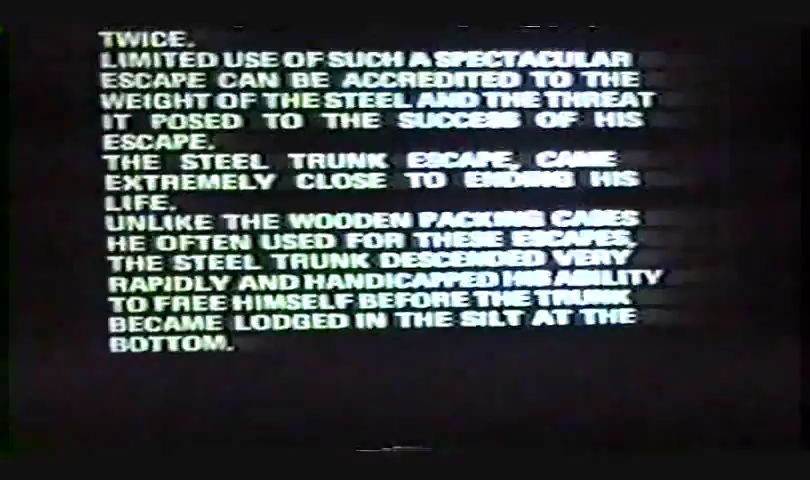 TWICE.
LIMITED USE OF SUCH A SPECTACULAR
ESCAPE CAN BE ACCREDITED TO THE
WEIGHT OF THE STEEL AND THE THREAT
IT POSED TO THE SUCCESS OF HIS
ESCAPE.
THE STEEL TRUNK ESCAPE, CAME
EXTREMELY CLOSE TO ENDING HIS
LIFE.
UNLIKE THE WOODEN PACKING CASES
HE OFTEN USED FOR THESE ESCAPES,
THE STEEL TRUNK DESCENDED VERY
RAPIDLY AND HANDICAPPED HIS ABILITY
TO FREE HIMSELF BEFORE THE TRUNK
BECAME LODGED IN THE SILT AT THE
BOTTOM.